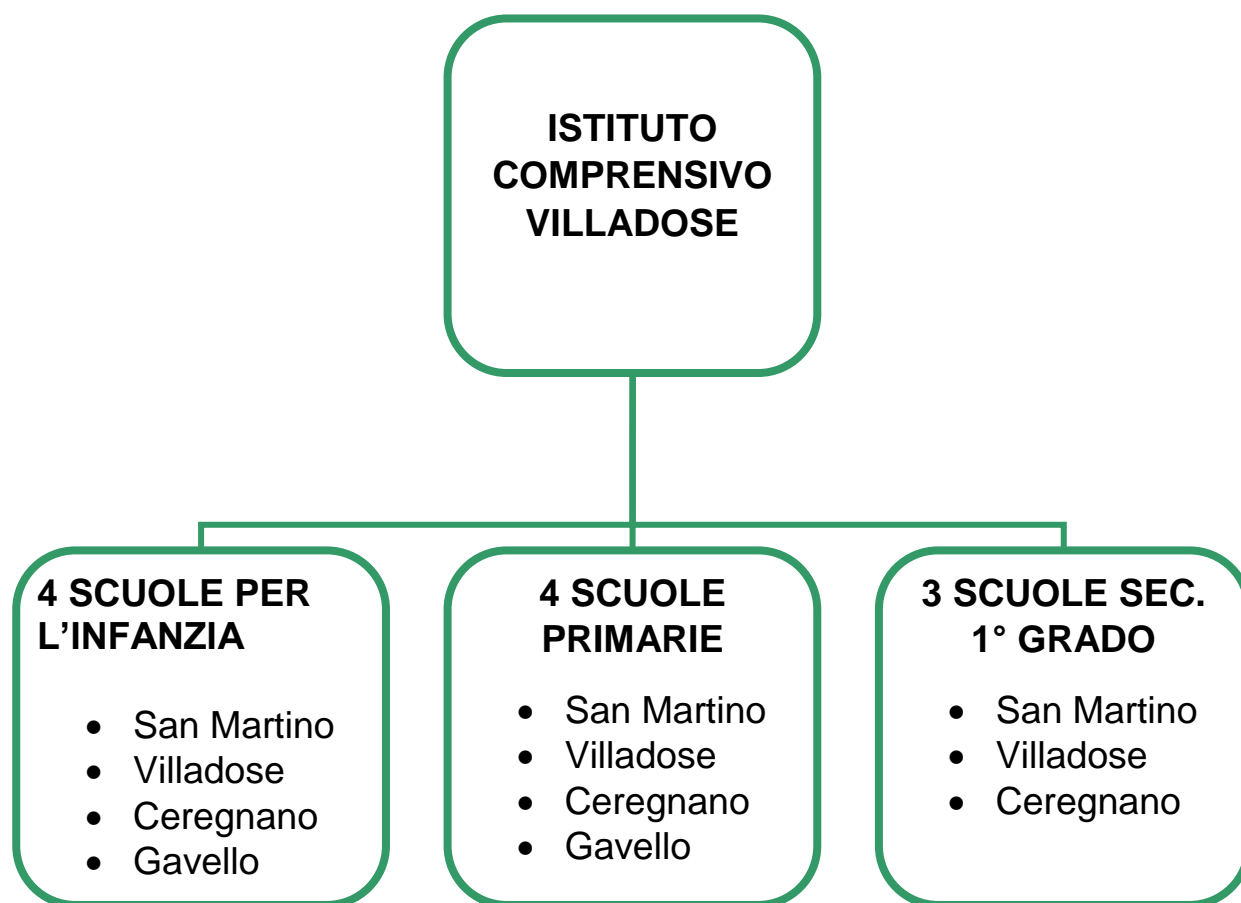 ISTITUTO
COMPRENSIVO
VILLADOSE
4 SCUOLE PER
L’INFANZIA
• San Martino
• Villadose
• Ceregnano
• Gavello
4 SCUOLE
PRIMARIE
• San Martino
• Villadose
• Ceregnano
• Gavello
3 SCUOLE SEC.
1° GRADO
• San Martino
• Villadose
• Ceregnano